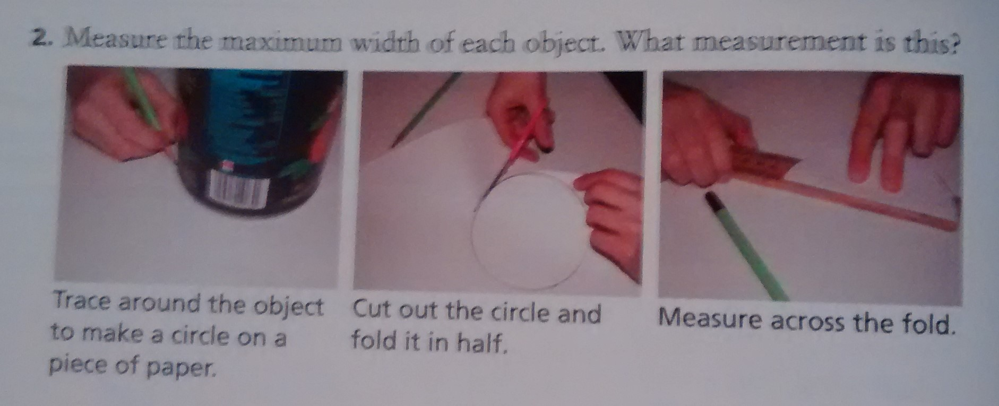 2. Measure the maximum width of each object. What measurement is this?
Trace around the object
to make a circle on a
piece of paper.
Cut out the circle and
fold it in half.
Measure across the fold.